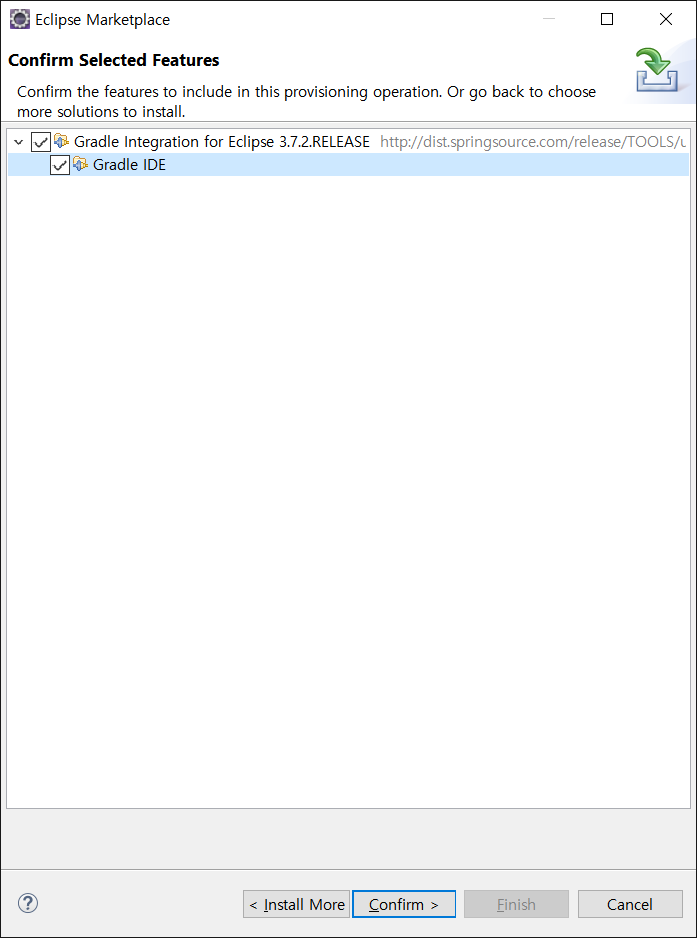 Eclipse Marketplace
Confirm Selected Features
Confirm the features to include in this provisioning operation. Or go back to choose
more solutions to install.
Gradle Integration for Eclipse 3.7.2.RELEASE http://dist.springsource.com/release/TOOLS/u
Gradle IDE
< Install More Confirm > Finish Cancel